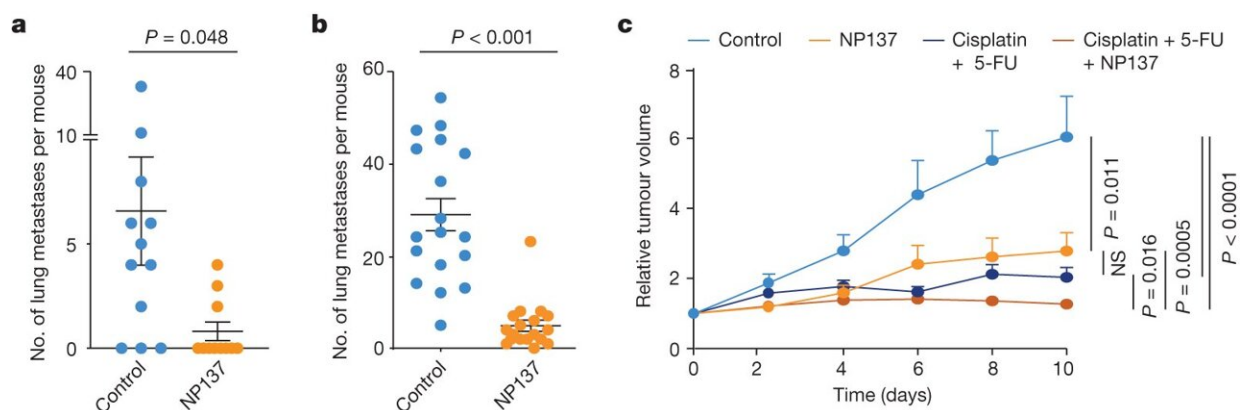 a
P = 0.048
No. of lung metastases per mouse
40
10
5
0
Control
NP137
b
P < 0.001
No. of lung metastases per mouse
60
40
20
0
Control
NP137
c
Control
NP137
Cisplatin
+ 5-FU
Cisplatin + 5-FU
+ NP137
Relative tumour volume
8
6
4
2
0
0
2
4
6
8
10
Time (days)
P = 0.011
NS
P = 0.016
P = 0.0005
P < 0.0001